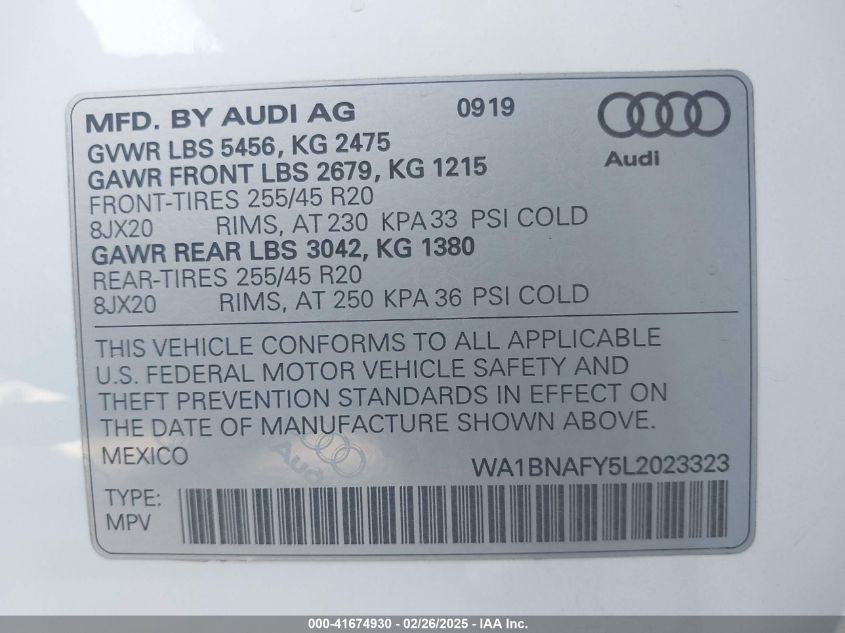 MFD. BY AUDI AG 0919
Audi
GVWR LBS 5456, KG 2475
GAWR FRONT LBS 2679, KG 1215
FRONT-TIRES 255/45 R20
8JX20 RIMS, AT 230 KPA 33 PSI COLD
GAWR REAR LBS 3042, KG 1380
REAR-TIRES 255/45 R20
8JX20 RIMS, AT 250 KPA 36 PSI COLD
THIS VEHICLE CONFORMS TO ALL APPLICABLE
U.S. FEDERAL MOTOR VEHICLE SAFETY AND
THEFT PREVENTION STANDARDS IN EFFECT ON
THE DATE OF MANUFACTURE SHOWN ABOVE.
MEXICO WA1BNAFY5L2023323
Audi
TYPE:
MPV
000-41674930 - 02/26/2025 - IAA Inc.